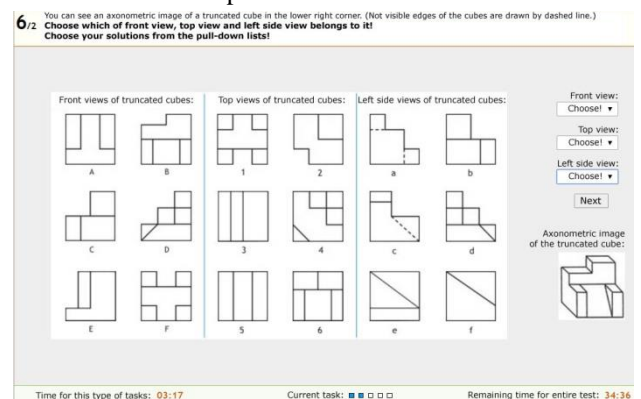 6/2 You can see an axonometric image of a truncated cube in the lower right corner. (Not visible edges of the cubes are drawn by dashed line.)
Choose which of front view, top view and left side view belongs to it!
Choose your solutions from the pull-down lists!
Front views of truncated cubes: Top views of truncated cubes: Left side views of truncated cubes:
A B 1 2 a b
C D 3 4 c d
E F 5 6 e f
Front view:
Choose!
Top view:
Choose!
Left side view:
Choose!
Next
Axonometric image
of the truncated cube:
Time for this type of tasks: 03:17 Current task: Remaining time for entire test: 34:36